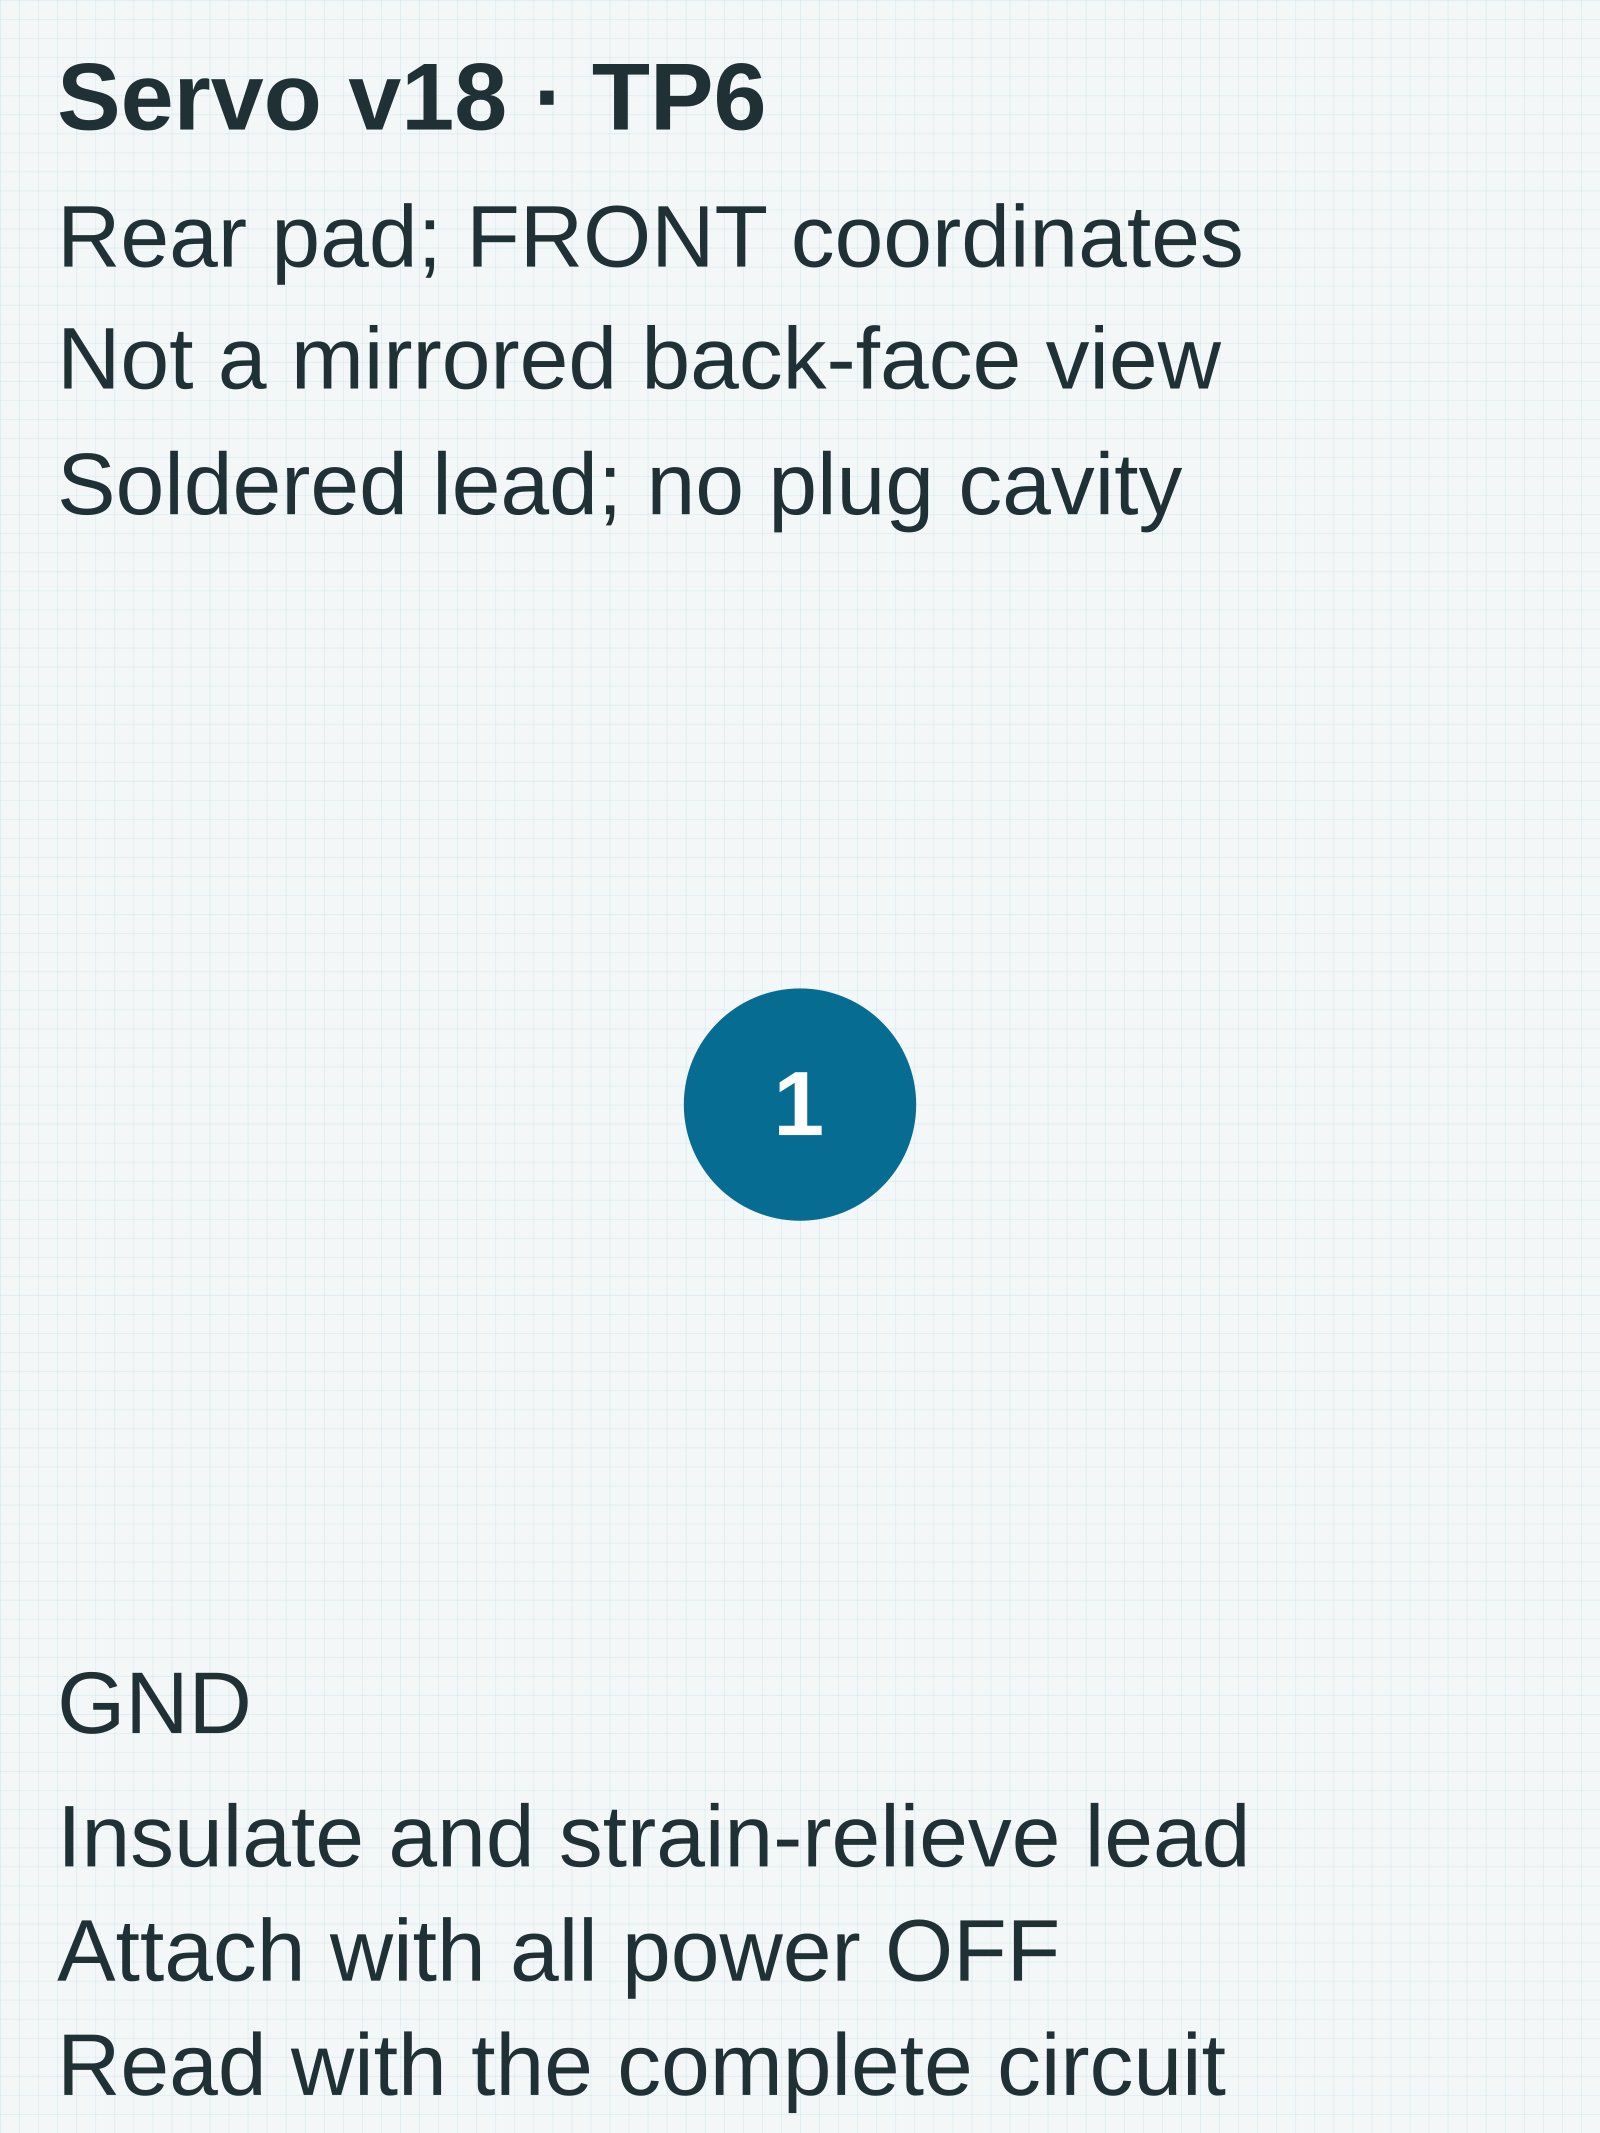 Servo v18 · TP6
Rear pad; FRONT coordinates
Not a mirrored back-face view
Soldered lead; no plug cavity
1
GND
Insulate and strain-relieve lead
Attach with all power OFF
Read with the complete circuit